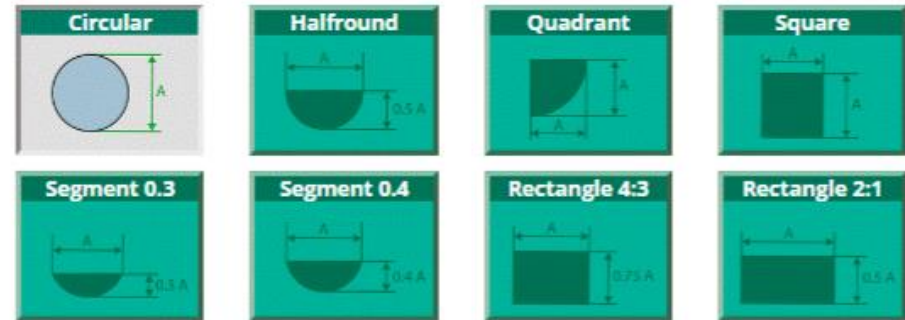 Circular
A
Halfround
A
0.5 A
Quadrant
A
A
Square
A
A
Segment 0.3
A
0.3 A
Segment 0.4
A
0.4 A
Rectangle 4:3
A
0.75 A
Rectangle 2:1
A
0.5 A